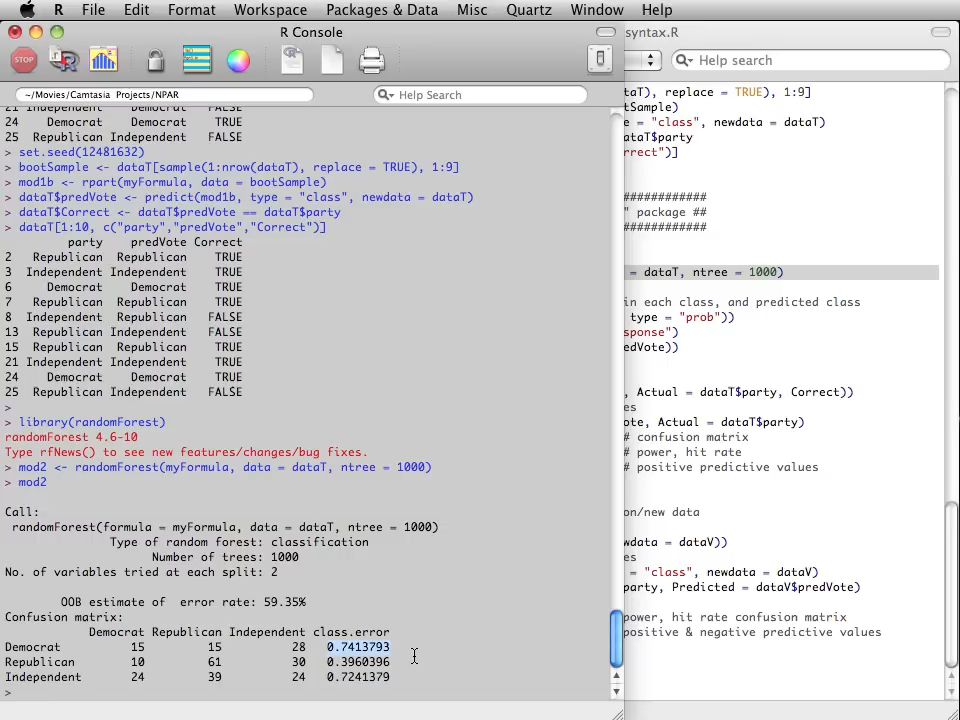 R File Edit Format Workspace Packages & Data Misc Quartz Window Help
R Console
STOP
~/Movies/Camtasia Projects/NPAR
Help Search
21 Independent Democrat FALSE
24 Democrat Democrat TRUE
25 Republican Independent FALSE
> set.seed(12481632)
> bootSample <- dataT[sample(1:nrow(dataT), replace = TRUE), 1:9]
> mod1b <- rpart(myFormula, data = bootSample)
> dataT$predVote <- predict(mod1b, type = "class", newdata = dataT)
> dataT$Correct <- dataT$predVote == dataT$party
> dataT[1:10, c("party","predVote","Correct")]
party predVote Correct
2 Republican Republican TRUE
3 Independent Independent TRUE
6 Democrat Democrat TRUE
7 Republican Republican TRUE
8 Independent Republican FALSE
13 Republican Independent FALSE
15 Republican Republican TRUE
21 Independent Independent TRUE
24 Democrat Democrat TRUE
25 Republican Independent FALSE
>
> library(randomForest)
randomForest 4.6-10
Type rfNews() to see new features/changes/bug fixes.
> mod2 <- randomForest(myFormula, data = dataT, ntree = 1000)
> mod2
Call:
randomForest(formula = myFormula, data = dataT, ntree = 1000)
Type of random forest: classification
Number of trees: 1000
No. of variables tried at each split: 2
OOB estimate of error rate: 59.35%
Confusion matrix:
Democrat Republican Independent class.error
Democrat 15 15 28 0.7413793
Republican 10 61 30 0.3960396
Independent 24 39 24 0.7241379
>
syntax.R
Help search
taT), replace = TRUE), 1:9]
tSample)
= "class", newdata = dataT)
ataT$party
rrect")]
############
" package ##
############
= dataT, ntree = 1000)
in each class, and predicted class
type = "prob"))
sponse")
edVote))
, Actual = dataT$party, Correct))
es
ote, Actual = dataT$party)
# confusion matrix
# power, hit rate
# positive predictive values
on/new data
wdata = dataV))
es
= "class", newdata = dataV)
party, Predicted = dataV$predVote)
power, hit rate confusion matrix
positive & negative predictive values